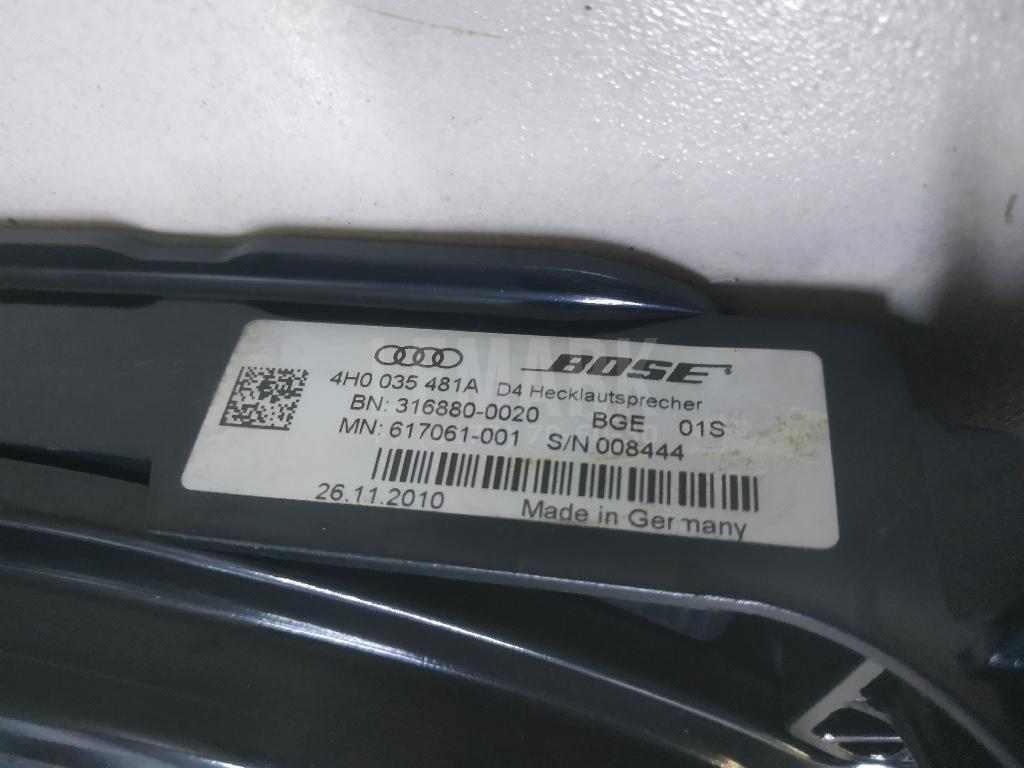 BOSE
4H0 035 481A D4 Hecklautsprecher
BN: 316880-0020 BGE 01S
MN: 617061-001 S/N 008444
26.11.2010 Made in Germany